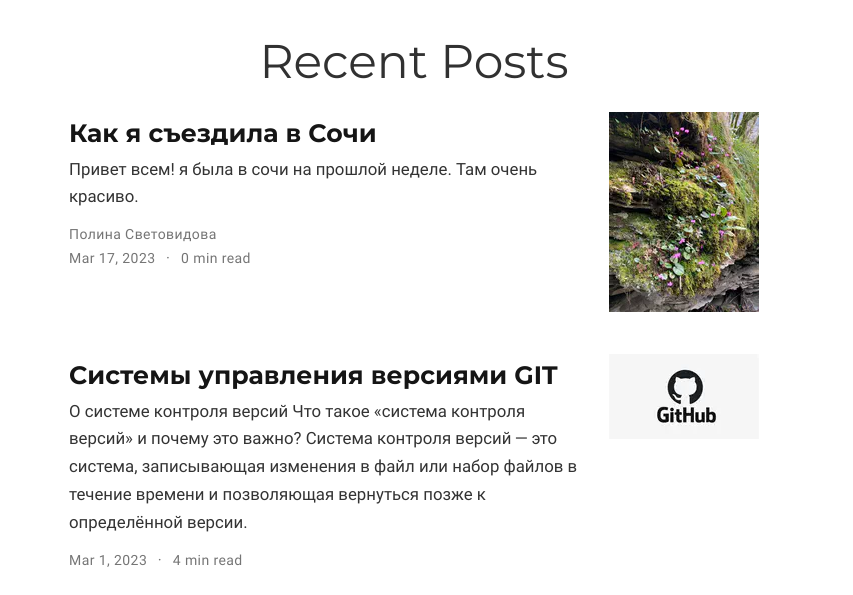 Recent Posts
Как я съездила в Сочи
Привет всем! я была в сочи на прошлой неделе. Там очень
красиво.
Полина Световидова
Mar 17, 2023 · 0 min read
Системы управления версиями GIT
О системе контроля версий Что такое «система контроля
версий» и почему это важно? Система контроля версий — это
система, записывающая изменения в файл или набор файлов в
течение времени и позволяющая вернуться позже к
определённой версии.
Mar 1, 2023 · 4 min read
GitHub